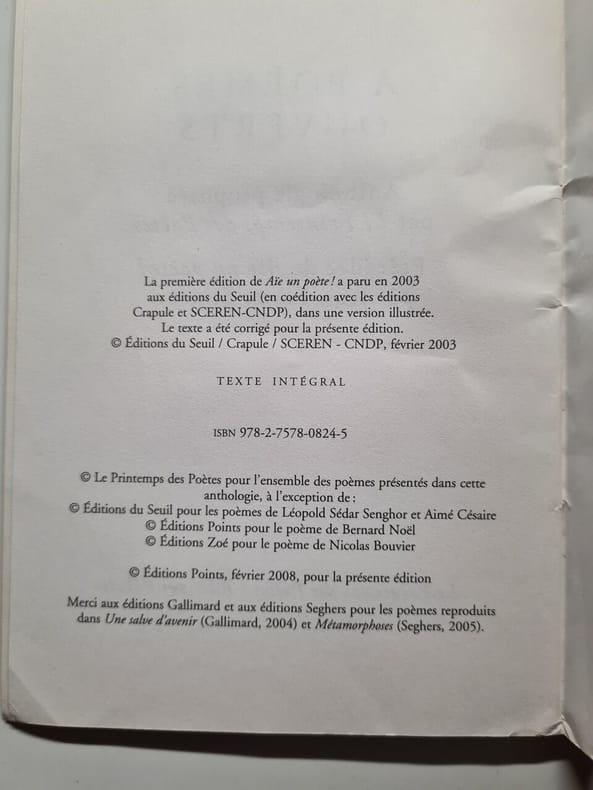 La première édition de Aïe un poète ! a paru en 2003
aux éditions du Seuil (en coédition avec les éditions
Crapule et SCEREN-CNDP), dans une version illustrée.
Le texte a été corrigé pour la présente édition.
© Éditions du Seuil / Crapule / SCEREN - CNDP, février 2003
TEXTE INTÉGRAL
ISBN 978-2-7578-0824-5
© Le Printemps des Poètes pour l'ensemble des poèmes présentés dans cette
anthologie, à l'exception de :
© Éditions du Seuil pour les poèmes de Léopold Sédar Senghor et Aimé Césaire
© Éditions Points pour le poème de Bernard Noël
© Éditions Zoé pour le poème de Nicolas Bouvier
© Éditions Points, février 2008, pour la présente édition
Merci aux éditions Gallimard et aux éditions Seghers pour les poèmes reproduits
dans Une salve d'avenir (Gallimard, 2004) et Métamorphoses (Seghers, 2005).